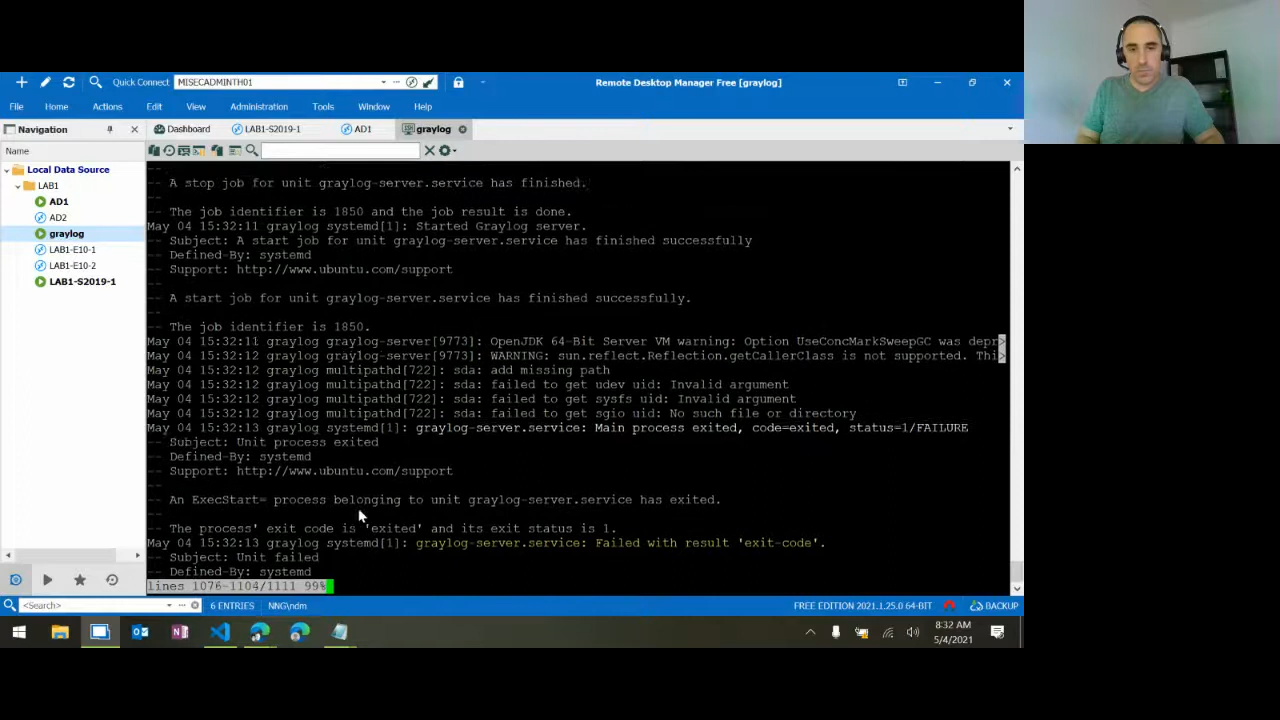 Quick Connect MISECADMINTH01 Remote Desktop Manager Free [graylog]
File Home Actions Edit View Administration Tools Window Help
Navigation Dashboard LAB1-S2019-1 AD1 graylog
Name
Local Data Source
LAB1
AD1
AD2
graylog
LAB1-E10-1
LAB1-E10-2
LAB1-S2019-1
--
-- A stop job for unit graylog-server.service has finished.
--
-- The job identifier is 1850 and the job result is done.
May 04 15:32:11 graylog systemd[1]: Started Graylog server.
-- Subject: A start job for unit graylog-server.service has finished successfully
-- Defined-By: systemd
-- Support: http://www.ubuntu.com/support
--
-- A start job for unit graylog-server.service has finished successfully.
--
-- The job identifier is 1850.
May 04 15:32:11 graylog graylog-server[9773]: OpenJDK 64-Bit Server VM warning: Option UseConcMarkSweepGC was depr>
May 04 15:32:12 graylog graylog-server[9773]: WARNING: sun.reflect.Reflection.getCallerClass is not supported. Thi>
May 04 15:32:12 graylog multipathd[722]: sda: add missing path
May 04 15:32:12 graylog multipathd[722]: sda: failed to get udev uid: Invalid argument
May 04 15:32:12 graylog multipathd[722]: sda: failed to get sysfs uid: Invalid argument
May 04 15:32:12 graylog multipathd[722]: sda: failed to get sgio uid: No such file or directory
May 04 15:32:13 graylog systemd[1]: graylog-server.service: Main process exited, code=exited, status=1/FAILURE
-- Subject: Unit process exited
-- Defined-By: systemd
-- Support: http://www.ubuntu.com/support
--
-- An ExecStart= process belonging to unit graylog-server.service has exited.
--
-- The process' exit code is 'exited' and its exit status is 1.
May 04 15:32:13 graylog systemd[1]: graylog-server.service: Failed with result 'exit-code'.
-- Subject: Unit failed
-- Defined-By: systemd
lines 1076-1104/1111 99%
<Search> 6 ENTRIES NNG\ndm FREE EDITION 2021.1.25.0 64-BIT BACKUP
8:32 AM
5/4/2021